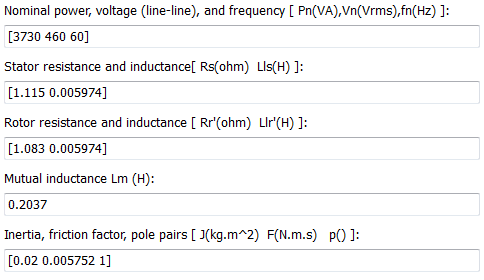 Nominal power, voltage (line-line), and frequency [ Pn(VA),Vn(Vrms),fn(Hz) ]:
[3730 460 60]
Stator resistance and inductance[ Rs(ohm)  Lls(H) ]:
[1.115 0.005974]
Rotor resistance and inductance [ Rr'(ohm)  Llr'(H) ]:
[1.083 0.005974]
Mutual inductance Lm (H):
0.2037
Inertia, friction factor, pole pairs [ J(kg.m^2)  F(N.m.s)   p() ]:
[0.02 0.005752 1]